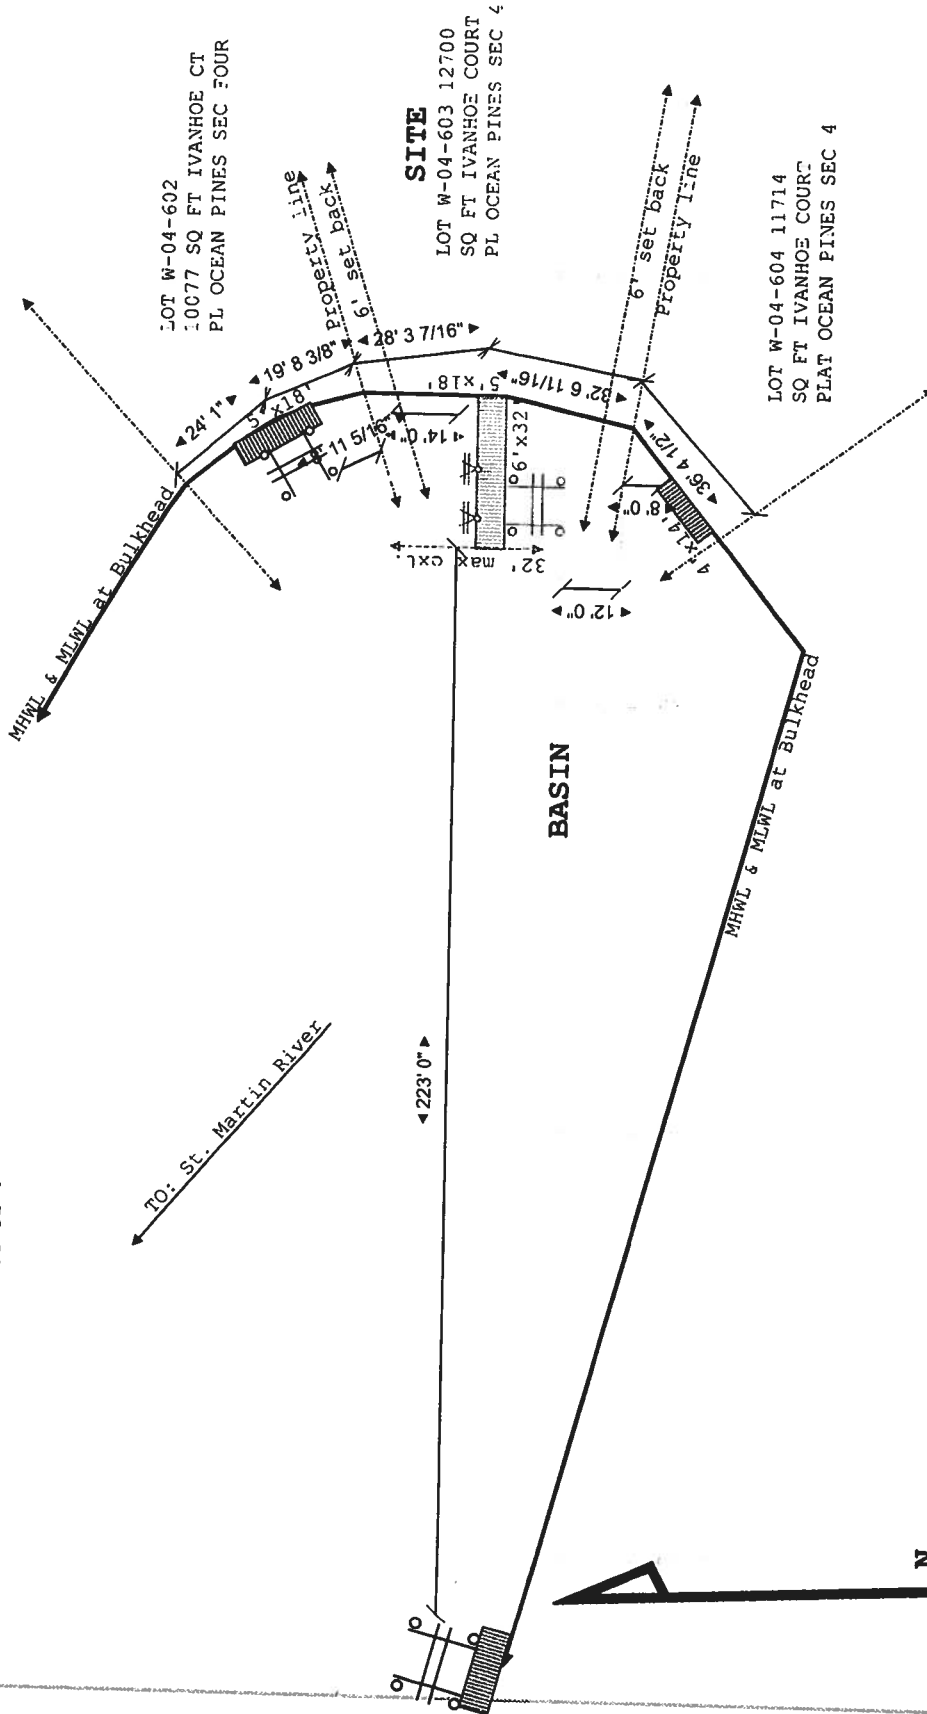 LOT W-04-602
10077 SQ FT IVANHOE CT
PL OCEAN PINES SEC FOUR
SITE
LOT W-04-603 12700
SQ FT IVANHOE COURT
PL OCEAN PINES SEC 4
LOT W-04-604 11714
SQ FT IVANHOE COURT
PLAT OCEAN PINES SEC 4
Property line
6' set back
6' set back
Property line
24' 1"
19' 8 3/8"
28' 3 7/16"
32' 6 11/16"
36' 4 1/2"
5'x18'
11 5/16"
14' 0"
5'x18'
6'x32
32' max ext.
8' 0"
4'x14'
12' 0"
MHWL & MLWL at Bulkhead
BASIN
MHWL & MLWL at Bulkhead
223' 0"
TO: St. Martin River
N